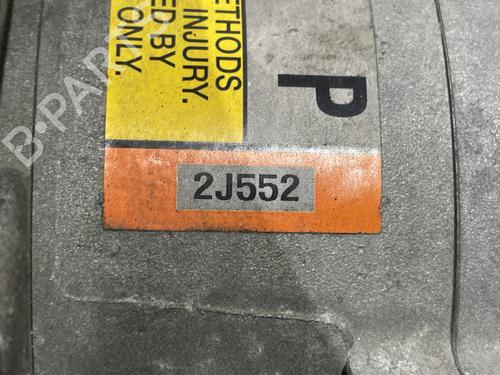 ETHODS
INJURY.
ED BY
ONLY.
P
2J552
B-PARTS